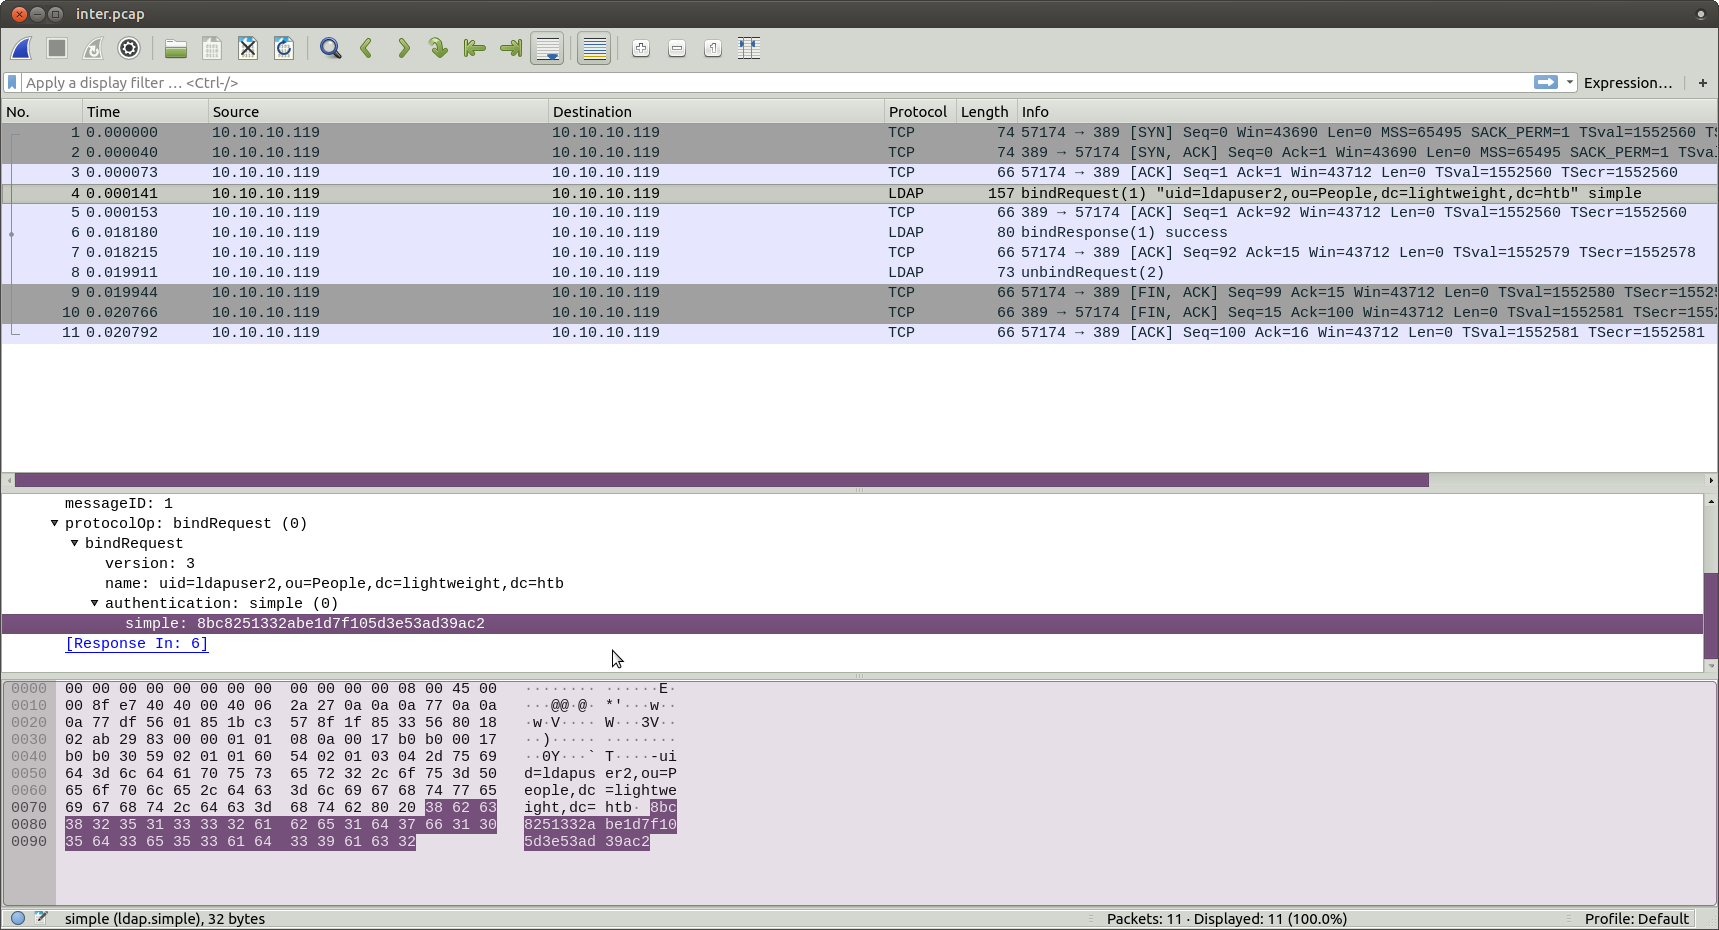 inter.pcap
Apply a display filter … <Ctrl-/>
Expression… +
No. Time Source Destination Protocol Length Info
1 0.000000 10.10.10.119 10.10.10.119 TCP 74 57174 → 389 [SYN] Seq=0 Win=43690 Len=0 MSS=65495 SACK_PERM=1 TSval=1552560 TS
2 0.000040 10.10.10.119 10.10.10.119 TCP 74 389 → 57174 [SYN, ACK] Seq=0 Ack=1 Win=43690 Len=0 MSS=65495 SACK_PERM=1 TSva
3 0.000073 10.10.10.119 10.10.10.119 TCP 66 57174 → 389 [ACK] Seq=1 Ack=1 Win=43712 Len=0 TSval=1552560 TSecr=1552560
4 0.000141 10.10.10.119 10.10.10.119 LDAP 157 bindRequest(1) "uid=ldapuser2,ou=People,dc=lightweight,dc=htb" simple
5 0.000153 10.10.10.119 10.10.10.119 TCP 66 389 → 57174 [ACK] Seq=1 Ack=92 Win=43712 Len=0 TSval=1552560 TSecr=1552560
6 0.018180 10.10.10.119 10.10.10.119 LDAP 80 bindResponse(1) success
7 0.018215 10.10.10.119 10.10.10.119 TCP 66 57174 → 389 [ACK] Seq=92 Ack=15 Win=43712 Len=0 TSval=1552579 TSecr=1552578
8 0.019911 10.10.10.119 10.10.10.119 LDAP 73 unbindRequest(2)
9 0.019944 10.10.10.119 10.10.10.119 TCP 66 57174 → 389 [FIN, ACK] Seq=99 Ack=15 Win=43712 Len=0 TSval=1552580 TSecr=1552
10 0.020766 10.10.10.119 10.10.10.119 TCP 66 389 → 57174 [FIN, ACK] Seq=15 Ack=100 Win=43712 Len=0 TSval=1552581 TSecr=155
11 0.020792 10.10.10.119 10.10.10.119 TCP 66 57174 → 389 [ACK] Seq=100 Ack=16 Win=43712 Len=0 TSval=1552581 TSecr=1552581
messageID: 1
protocolOp: bindRequest (0)
bindRequest
version: 3
name: uid=ldapuser2,ou=People,dc=lightweight,dc=htb
authentication: simple (0)
simple: 8bc8251332abe1d7f105d3e53ad39ac2
[Response In: 6]
0000 00 00 00 00 00 00 00 00 00 00 00 00 08 00 45 00 ········ ······E·
0010 00 8f e7 40 40 00 40 06 2a 27 0a 0a 0a 77 0a 0a ···@@·@· *'···w··
0020 0a 77 df 56 01 85 1b c3 57 8f 1f 85 33 56 80 18 ·w·V···· W···3V··
0030 02 ab 29 83 00 00 01 01 08 0a 00 17 b0 b0 00 17 ··)····· ········
0040 b0 b0 30 59 02 01 01 60 54 02 01 03 04 2d 75 69 ··0Y···` T····-ui
0050 64 3d 6c 64 61 70 75 73 65 72 32 2c 6f 75 3d 50 d=ldapus er2,ou=P
0060 65 6f 70 6c 65 2c 64 63 3d 6c 69 67 68 74 77 65 eople,dc =lightwe
0070 69 67 68 74 2c 64 63 3d 68 74 62 80 20 38 62 63 ight,dc= htb· 8bc
0080 38 32 35 31 33 33 32 61 62 65 31 64 37 66 31 30 8251332a be1d7f10
0090 35 64 33 65 35 33 61 64 33 39 61 63 32 5d3e53ad 39ac2
simple (ldap.simple), 32 bytes
Packets: 11 · Displayed: 11 (100.0%)
Profile: Default